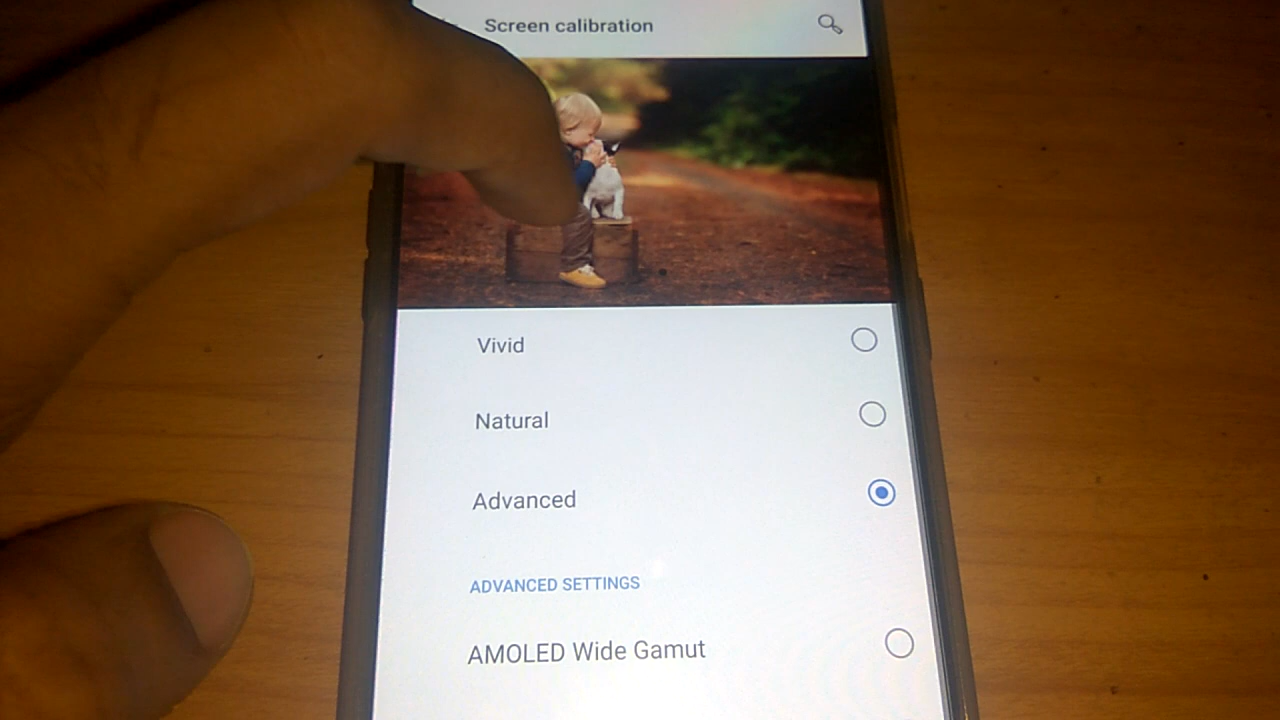 Screen calibration
Vivid
Natural
Advanced
ADVANCED SETTINGS
AMOLED Wide Gamut